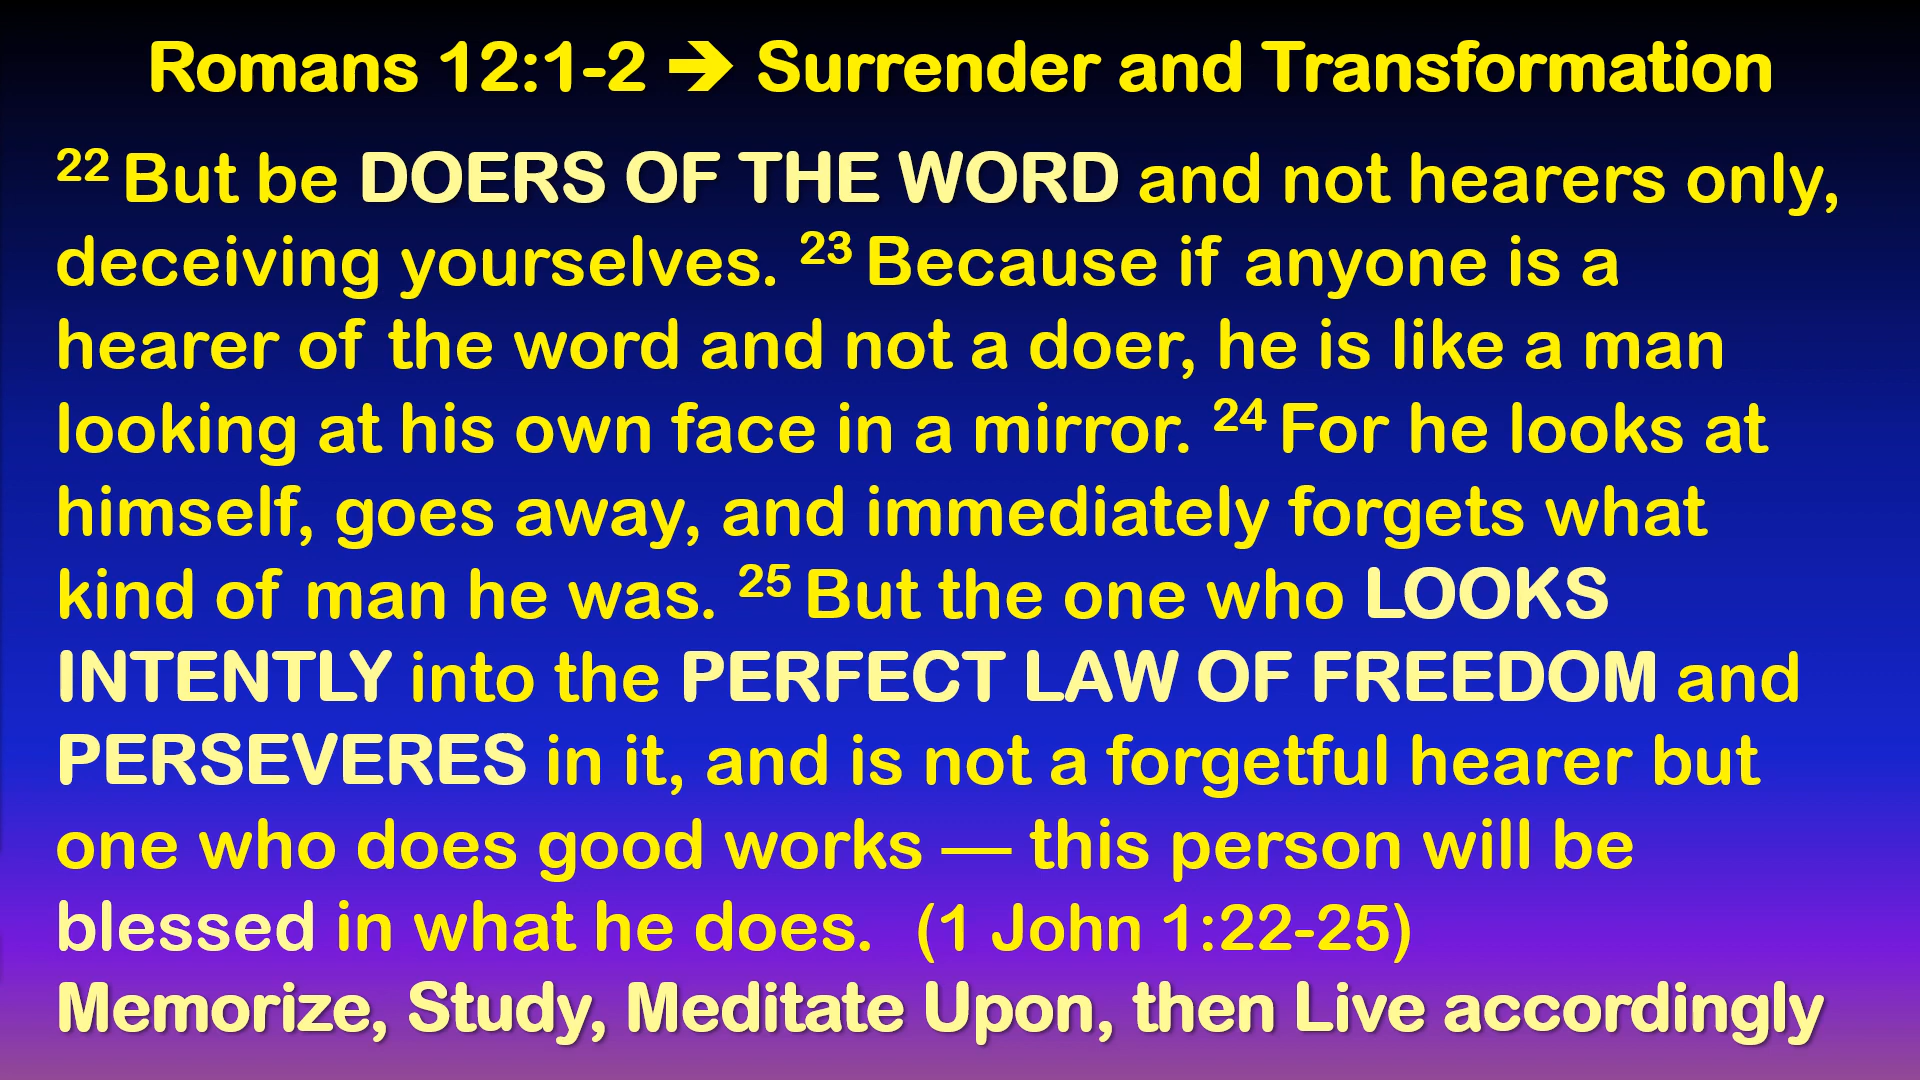 Romans 12:1-2 ➔ Surrender and Transformation
²² But be DOERS OF THE WORD and not hearers only,
deceiving yourselves. ²³ Because if anyone is a
hearer of the word and not a doer, he is like a man
looking at his own face in a mirror. ²⁴ For he looks at
himself, goes away, and immediately forgets what
kind of man he was. ²⁵ But the one who LOOKS
INTENTLY into the PERFECT LAW OF FREEDOM and
PERSEVERES in it, and is not a forgetful hearer but
one who does good works — this person will be
blessed in what he does. (1 John 1:22-25)
Memorize, Study, Meditate Upon, then Live accordingly